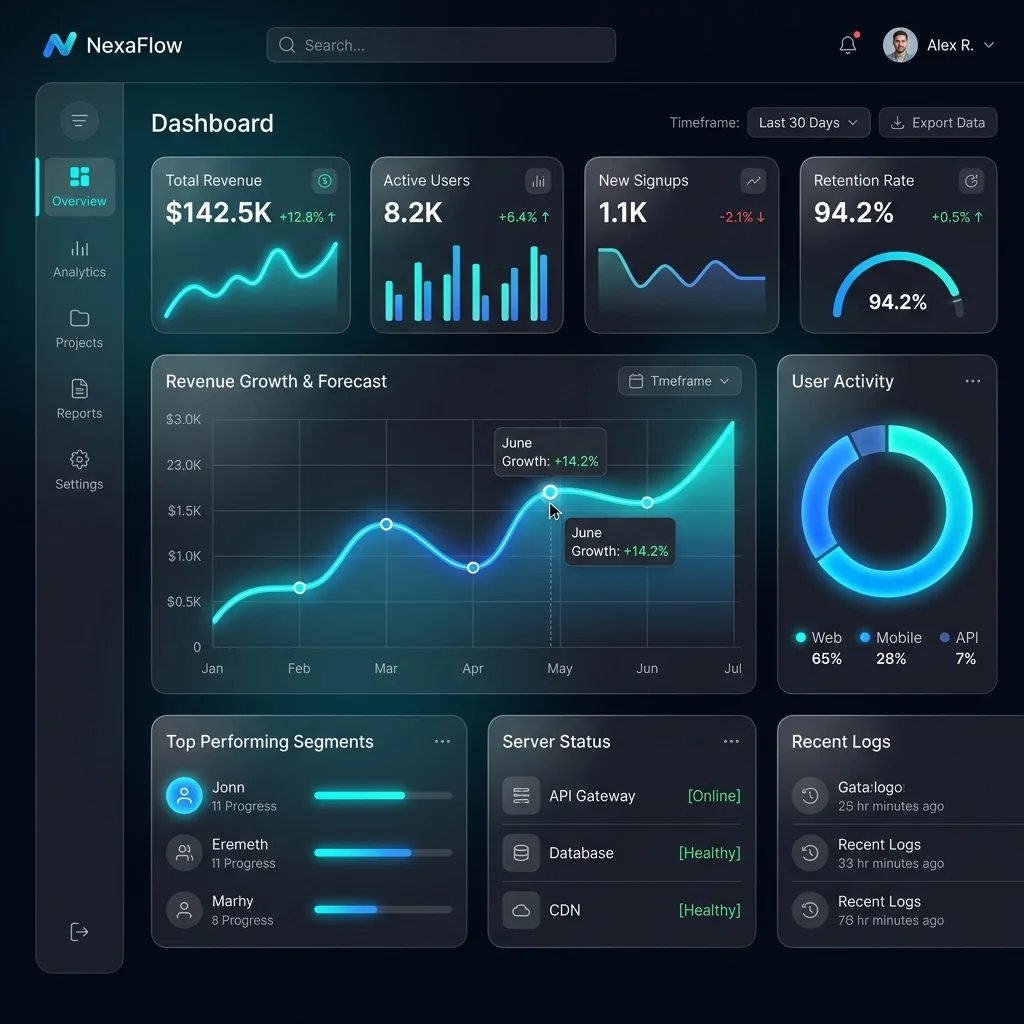 NexaFlow
Search...
Alex R.
Dashboard
Timeframe:
Last 30 Days
Export Data
Overview
Analytics
Projects
Reports
Settings
Total Revenue
$142.5K +12.8% ↑
Active Users
8.2K +6.4% ↑
New Signups
1.1K -2.1% ↓
Retention Rate
94.2% +0.5% ↑
94.2%
Revenue Growth & Forecast
Tmeframe
$3.0K
23.0K
$1.5K
$1.0K
$0.5K
0
Jan Feb Mar Apr May Jun Jul
June
Growth: +14.2%
June
Growth: +14.2%
User Activity
Web Mobile API
65% 28% 7%
Top Performing Segments
Jonn
11 Progress
Eremeth
11 Progress
Marhy
8 Progress
Server Status
API Gateway [Online]
Database [Healthy]
CDN [Healthy]
Recent Logs
hr minutes ago
Recent Logs
33 hr minutes ago
Recent Logs
76 hr minutes ago